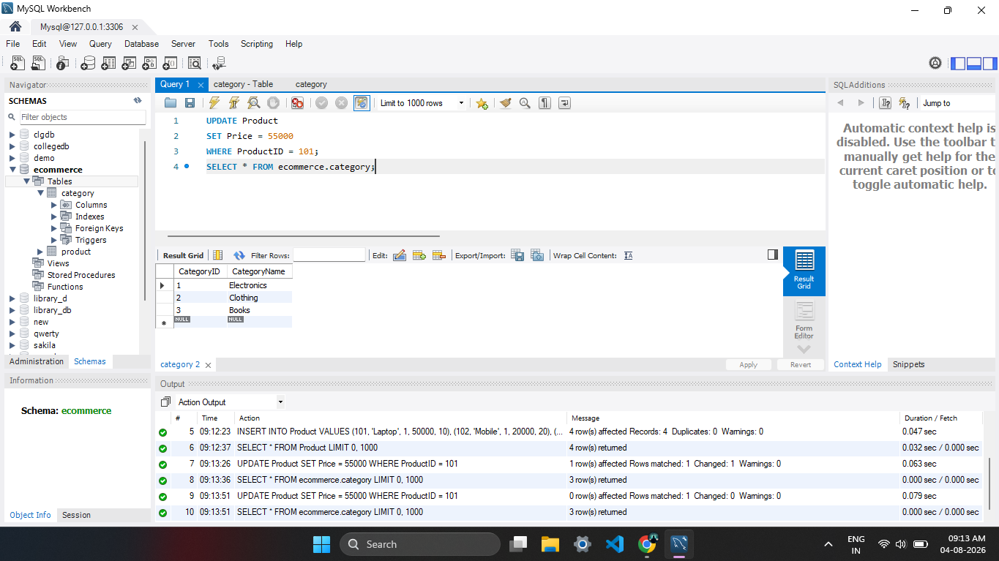 MySQL Workbench
Mysql@127.0.0.1:3306
File Edit View Query Database Server Tools Scripting Help
Navigator
SCHEMAS
Filter objects
clgdb
collegedb
demo
ecommerce
Tables
category
Columns
Indexes
Foreign Keys
Triggers
product
Views
Stored Procedures
Functions
library_d
library_db
new
qwerty
sakila
Administration Schemas
Information
Schema: ecommerce
Object Info Session
Query 1 category - Table category
Limit to 1000 rows
1 UPDATE Product
2 SET Price = 55000
3 WHERE ProductID = 101;
4 SELECT * FROM ecommerce.category;
Result Grid Filter Rows: Edit: Export/Import: Wrap Cell Content:
CategoryID CategoryName
1 Electronics
2 Clothing
3 Books
NULL NULL
Result
Grid
Form
Editor
category 2 Apply Revert
SQLAdditions
Jump to
Automatic context help is
disabled. Use the toolbar t
manually get help for the
current caret position or to
toggle automatic help.
Context Help Snippets
Output
Action Output
# Time Action Message Duration / Fetch
5 09:12:23 INSERT INTO Product VALUES (101, 'Laptop', 1, 50000, 10), (102, 'Mobile', 1, 20000, 20), (... 4 row(s) affected Records: 4 Duplicates: 0 Warnings: 0 0.047 sec
6 09:12:37 SELECT * FROM Product LIMIT 0, 1000 4 row(s) returned 0.032 sec / 0.000 sec
7 09:13:26 UPDATE Product SET Price = 55000 WHERE ProductID = 101 1 row(s) affected Rows matched: 1 Changed: 1 Warnings: 0 0.063 sec
8 09:13:36 SELECT * FROM ecommerce.category LIMIT 0, 1000 3 row(s) returned 0.000 sec / 0.000 sec
9 09:13:51 UPDATE Product SET Price = 55000 WHERE ProductID = 101 0 row(s) affected Rows matched: 1 Changed: 0 Warnings: 0 0.079 sec
10 09:13:51 SELECT * FROM ecommerce.category LIMIT 0, 1000 3 row(s) returned 0.000 sec / 0.000 sec
Search
ENG
IN
09:13 AM
04-08-2026